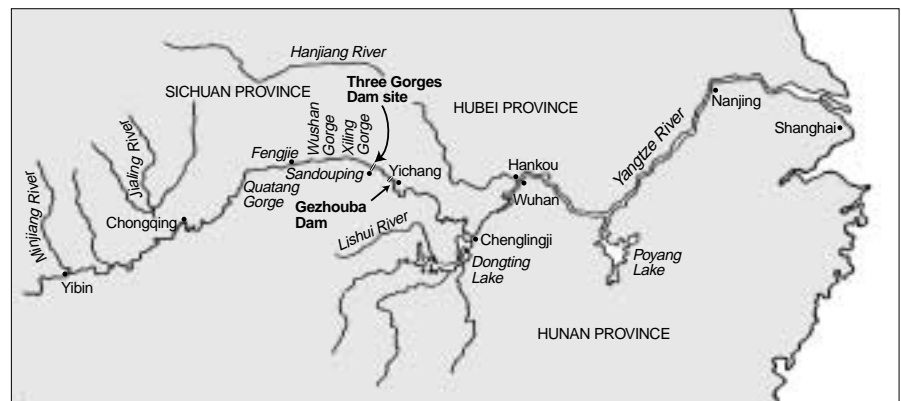 Hanjiang River
Three Gorges
Dam site
SICHUAN PROVINCE
HUBEI PROVINCE
Nanjing
Shanghai
Yangtze River
Jialing River
Wushan
Gorge
Xiling
Gorge
Fengjie
Sandouping
Yichang
Hankou
Wuhan
Quatang
Gorge
Gezhouba
Dam
Minjiang River
Chongqing
Lishui River
Chenglingji
Dongting
Lake
Poyang
Lake
Yibin
HUNAN PROVINCE